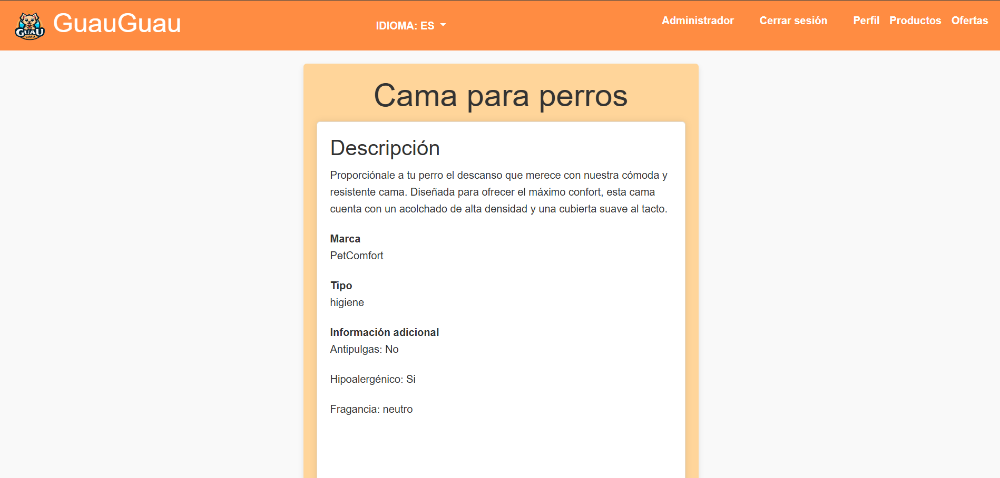 GUAU
GUAU
GuauGuau
IDIOMA: ES
Administrador
Cerrar sesión
Perfil
Productos
Ofertas
Cama para perros
Descripción
Proporciónale a tu perro el descanso que merece con nuestra cómoda y
resistente cama. Diseñada para ofrecer el máximo confort, esta cama
cuenta con un acolchado de alta densidad y una cubierta suave al tacto.
Marca
PetComfort
Tipo
higiene
Información adicional
Antipulgas: No
Hipoalergénico: Si
Fragancia: neutro